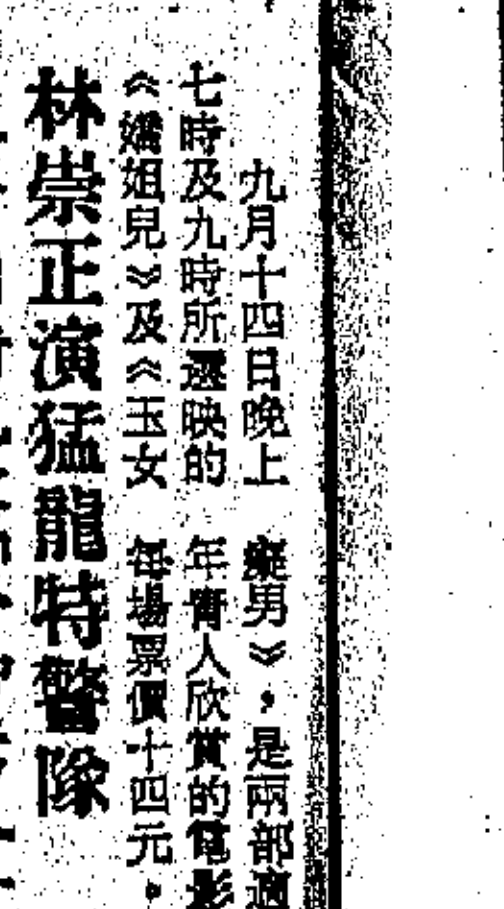 九月十四日晚上
七時及九時所選映的
《嬌姐兒》及《玉女
癡男》，是兩部適
年青人欣賞的電影
每場票價十四元。
林崇正演猛龍特警隊